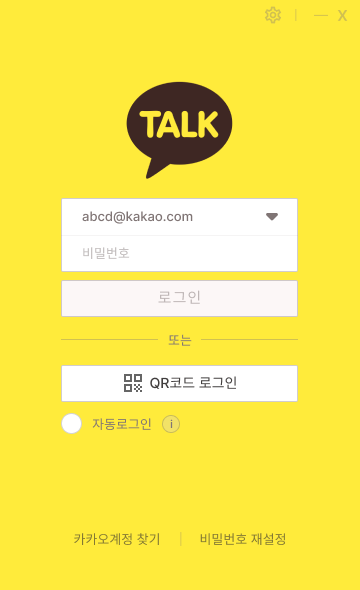 X
TALK
abcd@kakao.com
비밀번호
로그인
또는
QR코드 로그인
자동로그인 i
카카오계정 찾기 | 비밀번호 재설정